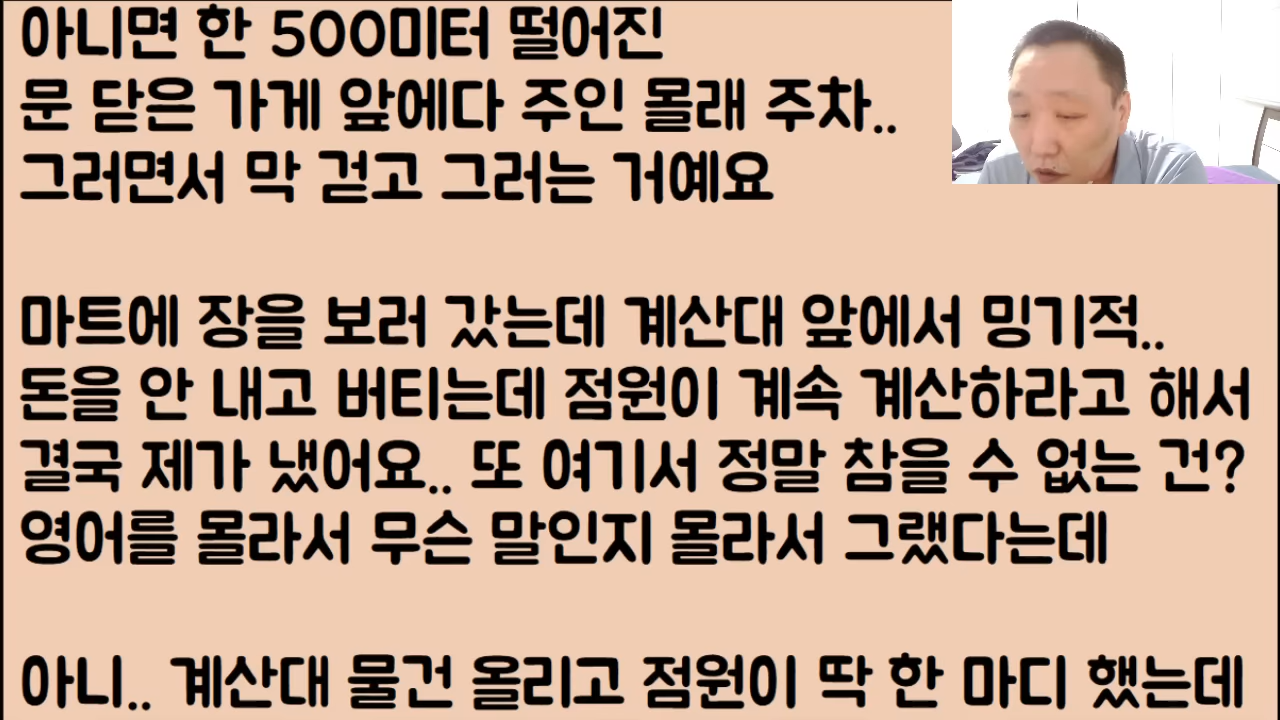 아니면 한 500미터 떨어진
문 닫은 가게 앞에다 주인 몰래 주차..
그러면서 막 걷고 그러는 거예요
마트에 장을 보러 갔는데 계산대 앞에서 밍기적..
돈을 안 내고 버티는데 점원이 계속 계산하라고 해서
결국 제가 냈어요.. 또 여기서 정말 참을 수 없는 건?
영어를 몰라서 무슨 말인지 몰라서 그랬다는데
아니.. 계산대 물건 올리고 점원이 딱 한 마디 했는데